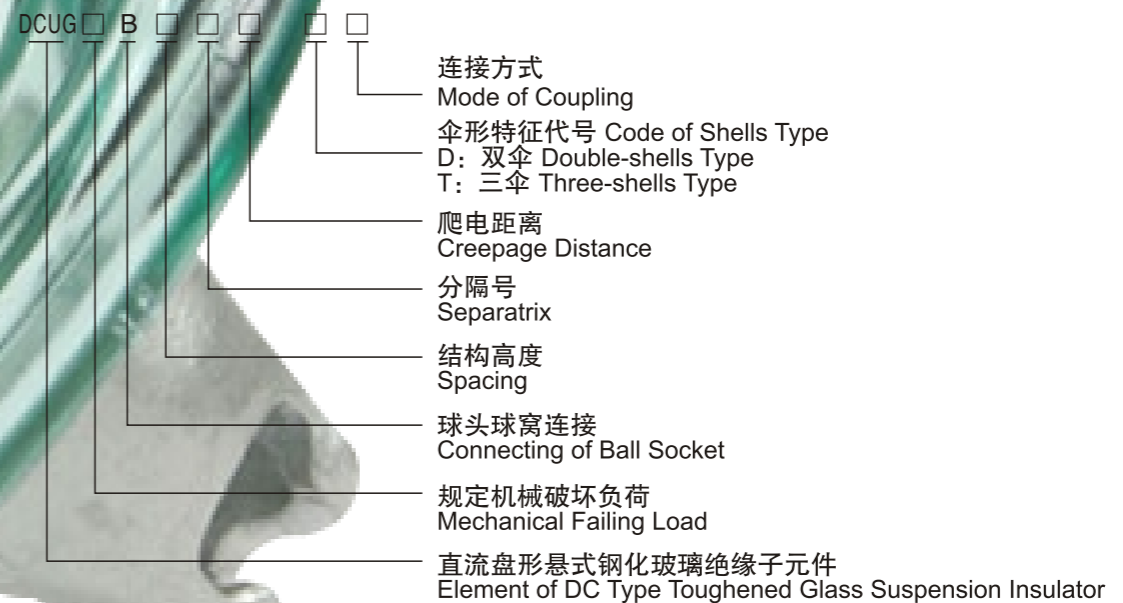 DCUG□ B □ □ □ □ □
连接方式
Mode of Coupling
伞形特征代号 Code of Shells Type
D：双伞 Double-shells Type
T：三伞 Three-shells Type
爬电距离
Creepage Distance
分隔号
Separatrix
结构高度
Spacing
球头球窝连接
Connecting of Ball Socket
规定机械破坏负荷
Mechanical Failing Load
直流盘形悬式钢化玻璃绝缘子元件
Element of DC Type Toughened Glass Suspension Insulator